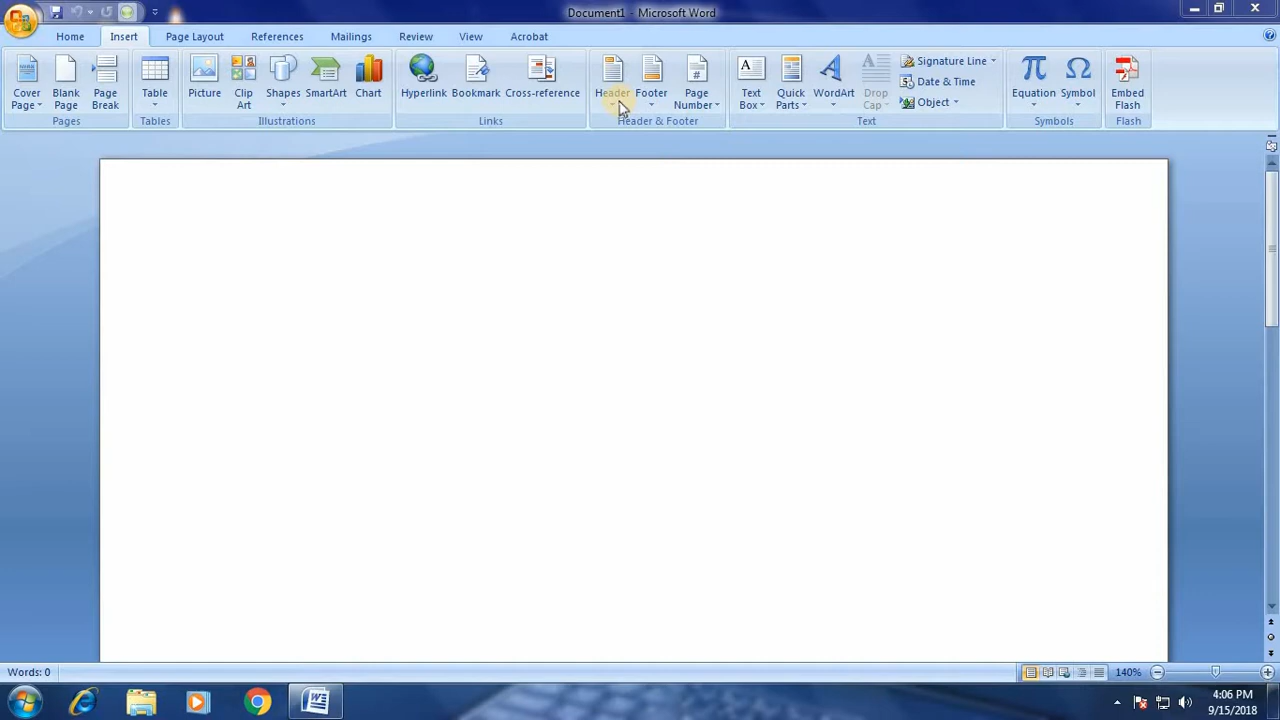 Document1 - Microsoft Word
Home Insert Page Layout References Mailings Review View Acrobat
Cover Page
Blank Page
Page Break
Table
Picture
Clip Art
Shapes
SmartArt
Chart
Hyperlink
Bookmark
Cross-reference
Header
Footer
Page Number
Text Box
Quick Parts
WordArt
Drop Cap
Signature Line
Date & Time
Object
Equation
Symbol
Embed Flash
Pages Tables Illustrations Links Header & Footer Text Symbols Flash
Words: 0
140%
4:06 PM
9/15/2018